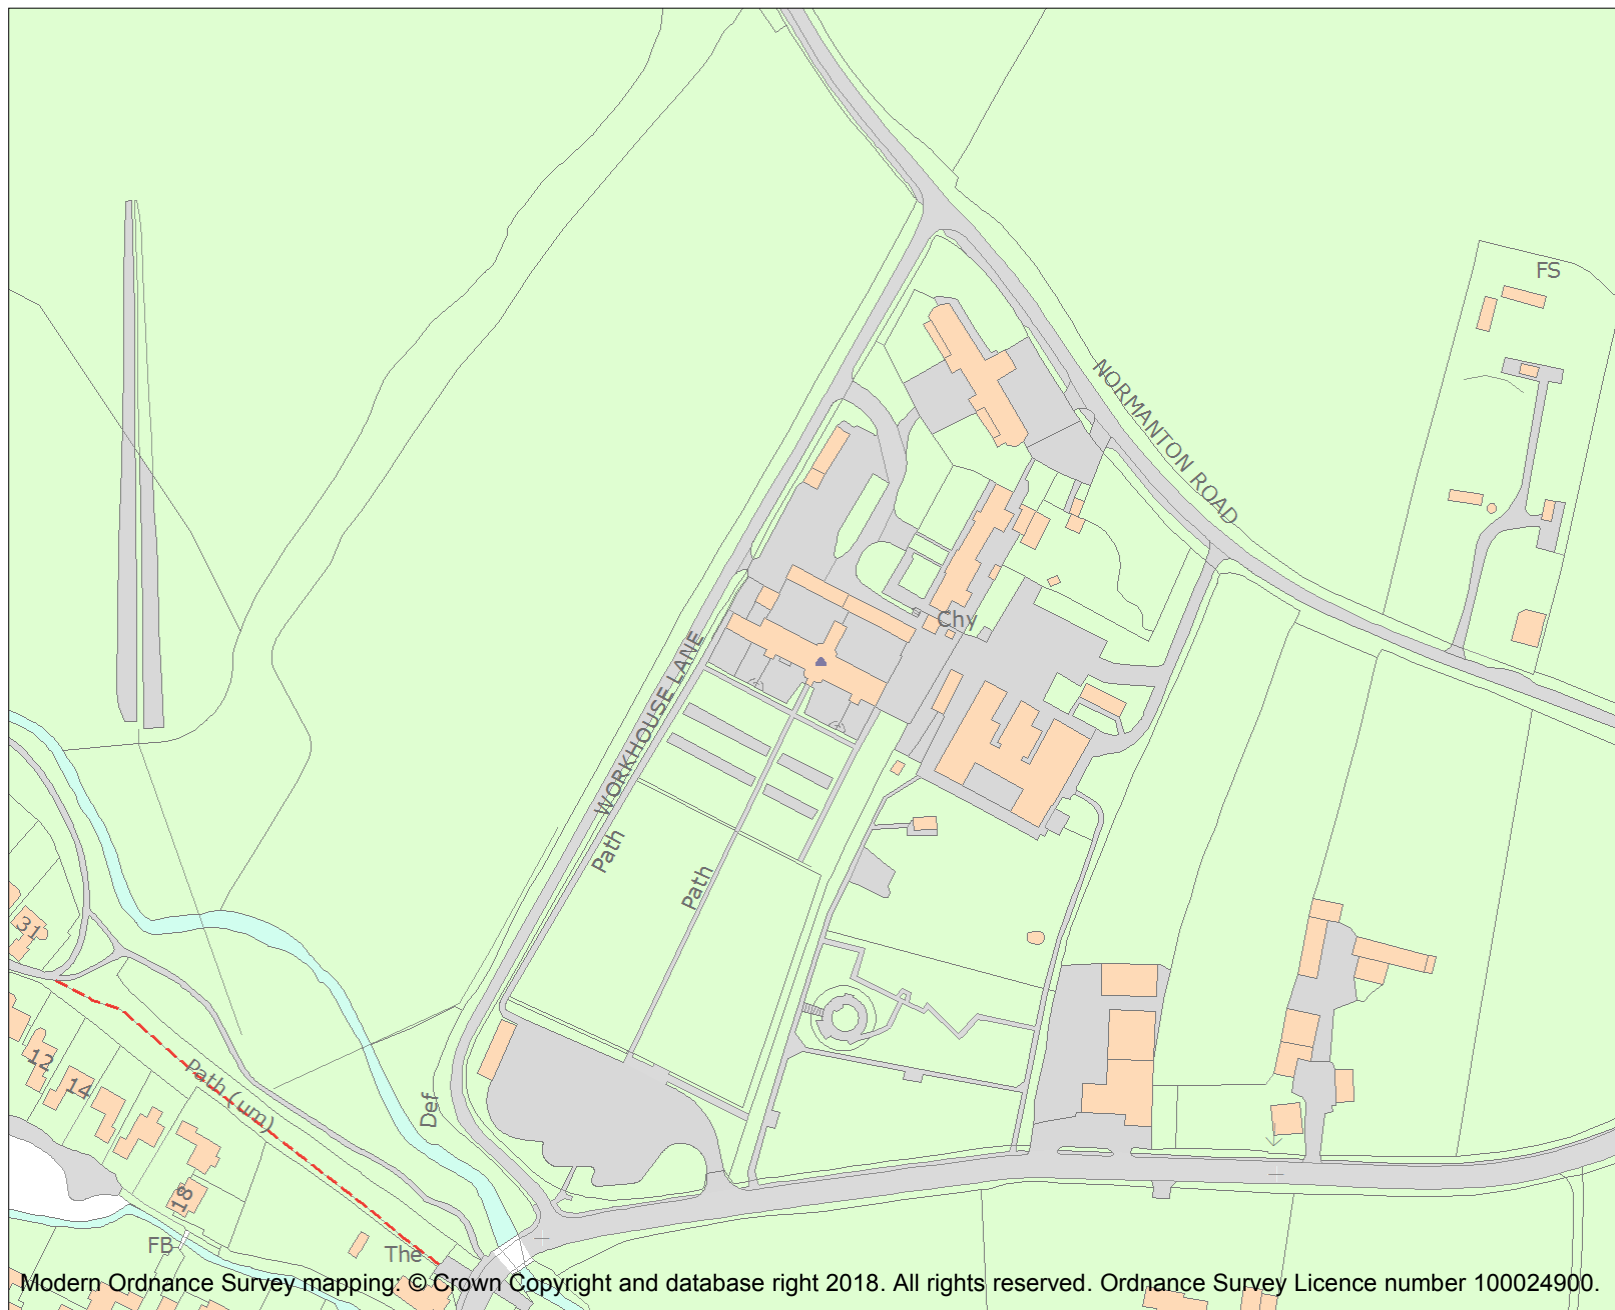 FS
NORMANTON ROAD
Chy
WORKHOUSE LANE
Path
Path
31
12
14
Path (um)
Def
18
FB
The
Modern Ordnance Survey mapping: © Crown Copyright and database right 2018. All rights reserved. Ordnance Survey Licence number 100024900.